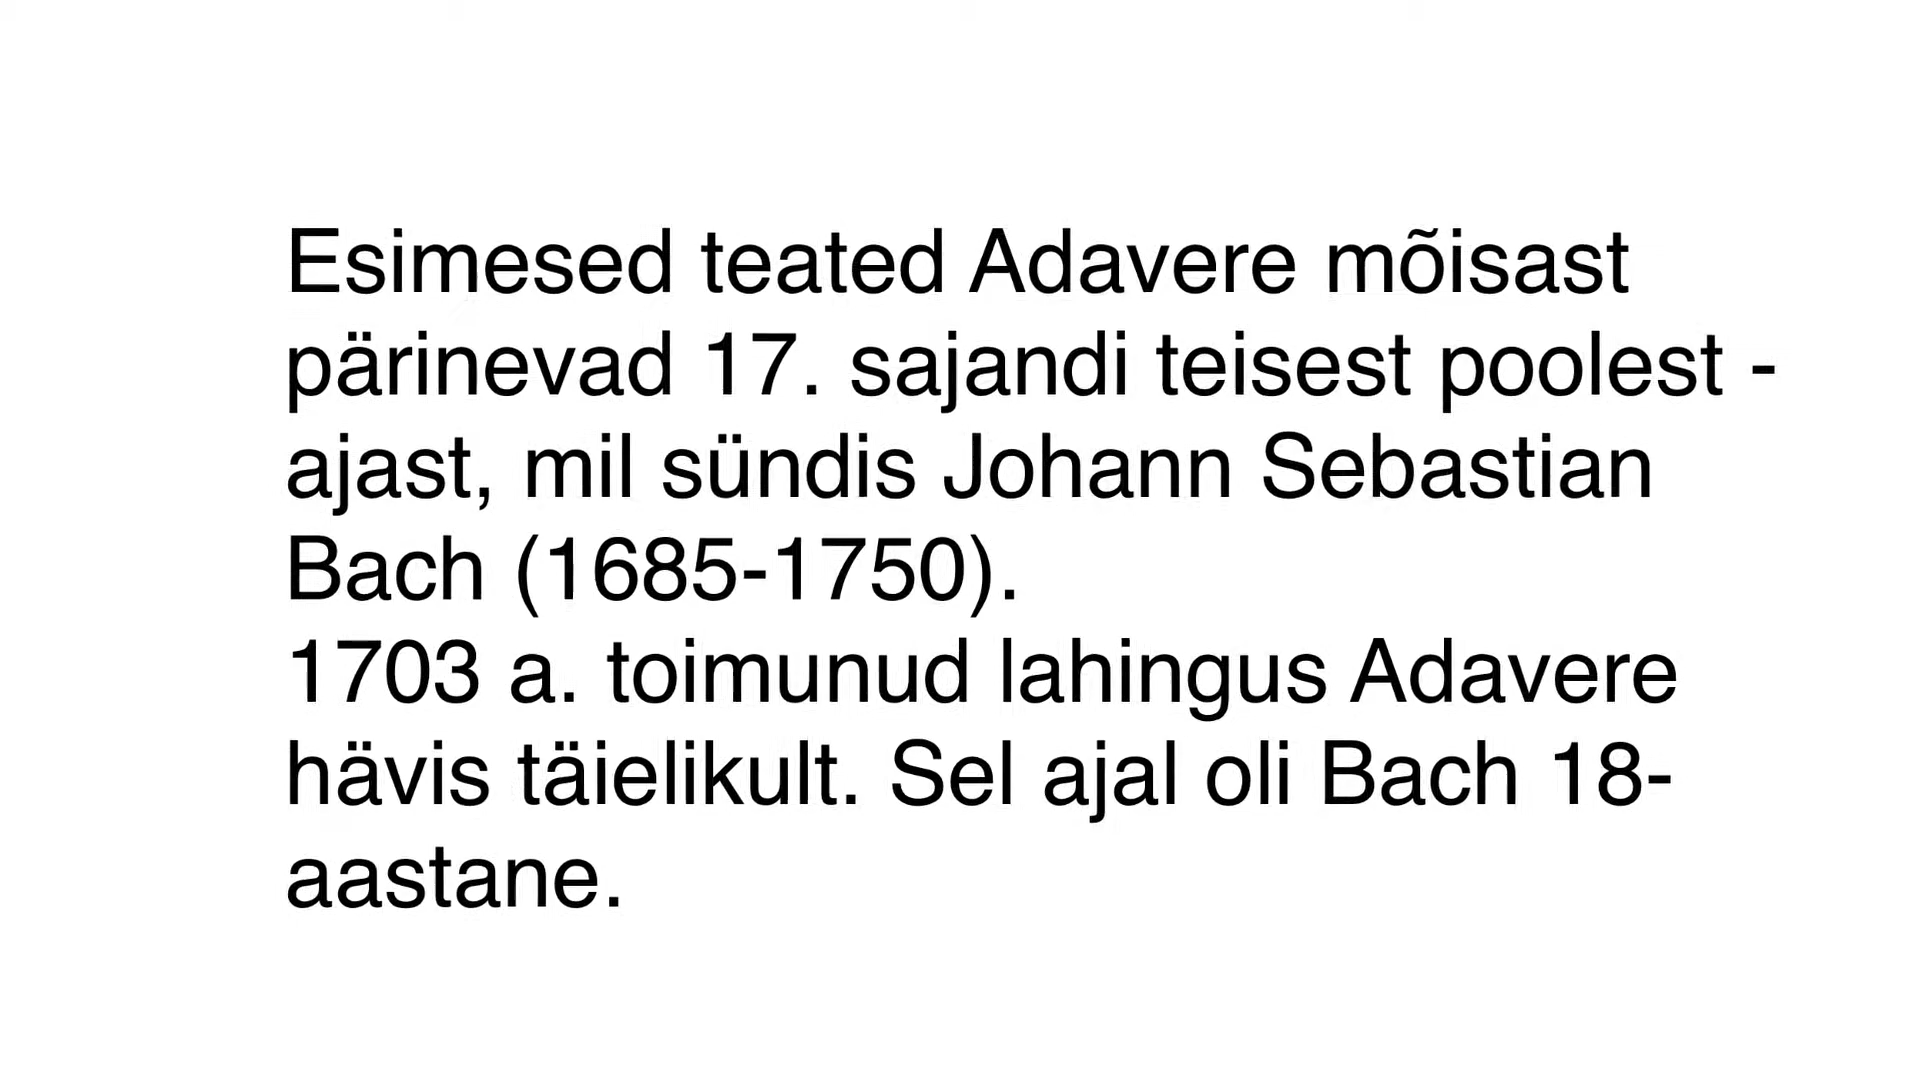 Esimesed teated Adavere mõisast
pärinevad 17. sajandi teisest poolest -
ajast, mil sündis Johann Sebastian
Bach (1685-1750).
1703 a. toimunud lahingus Adavere
hävis täielikult. Sel ajal oli Bach 18-
aastane.